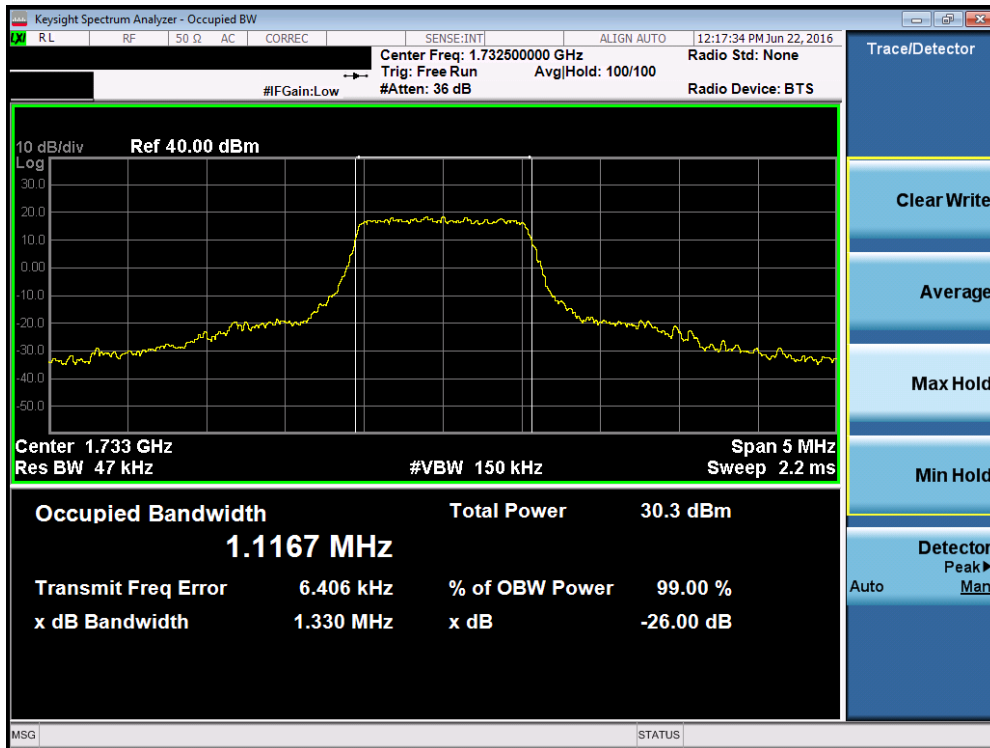 Keysight Spectrum Analyzer - Occupied BW
LXI RL RF 50 Ω AC CORREC SENSE:INT ALIGN AUTO 12:17:34 PM Jun 22, 2016
Center Freq: 1.732500000 GHz Radio Std: None
Trig: Free Run Avg|Hold: 100/100
#IFGain:Low #Atten: 36 dB Radio Device: BTS
10 dB/div Ref 40.00 dBm
Log
30.0
20.0
10.0
0.00
-10.0
-20.0
-30.0
-40.0
-50.0
Center 1.733 GHz Span 5 MHz
Res BW 47 kHz #VBW 150 kHz Sweep 2.2 ms
Occupied Bandwidth Total Power 30.3 dBm
1.1167 MHz
Transmit Freq Error 6.406 kHz % of OBW Power 99.00 %
x dB Bandwidth 1.330 MHz x dB -26.00 dB
MSG STATUS
Trace/Detector
Clear Write
Average
Max Hold
Min Hold
Detector
Peak▶
Auto Man